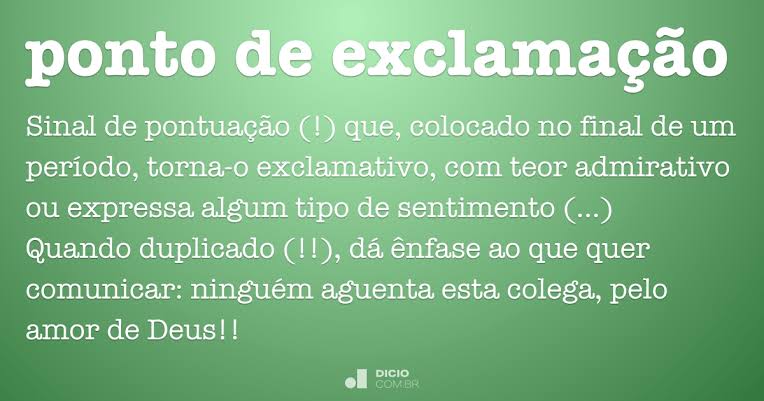 ponto de exclamação
Sinal de pontuação (!) que, colocado no final de um
período, torna-o exclamativo, com teor admirativo
ou expressa algum tipo de sentimento (...)
Quando duplicado (!!), dá ênfase ao que quer
comunicar: ninguém aguenta esta colega, pelo
amor de Deus!!
DICIO
COM.BR